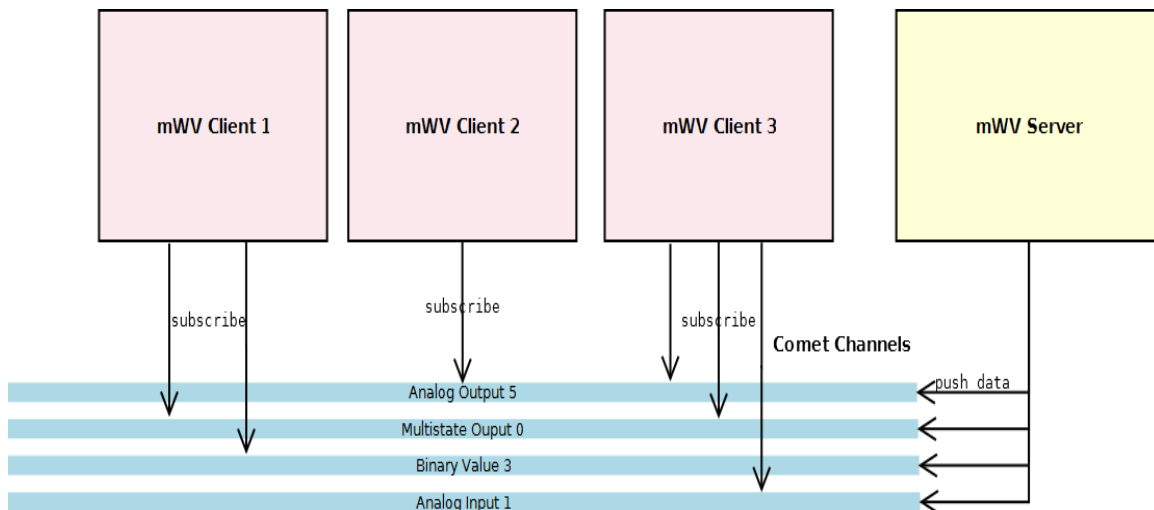 mWV Client 1
mWV Client 2
mWV Client 3
mWV Server
subscribe
subscribe
subscribe
Comet Channels
push data
Analog Output 5
Multistate Ouput 0
Binary Value 3
Analog Input 1